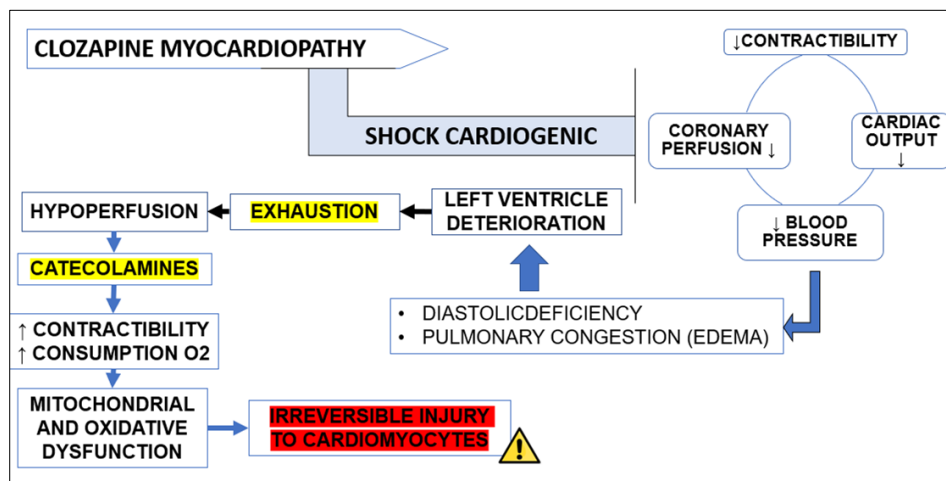 CLOZAPINE MYOCARDIOPATHY
SHOCK CARDIOGENIC
↓CONTRACTIBILITY
CORONARY
PERFUSION ↓
CARDIAC
OUTPUT
↓
↓ BLOOD
PRESSURE
HYPOPERFUSION
EXHAUSTION
LEFT VENTRICLE
DETERIORATION
CATECOLAMINES
• DIASTOLICDEFICIENCY
• PULMONARY CONGESTION (EDEMA)
↑ CONTRACTIBILITY
↑ CONSUMPTION O2
MITOCHONDRIAL
AND OXIDATIVE
DYSFUNCTION
IRREVERSIBLE INJURY
TO CARDIOMYOCYTES